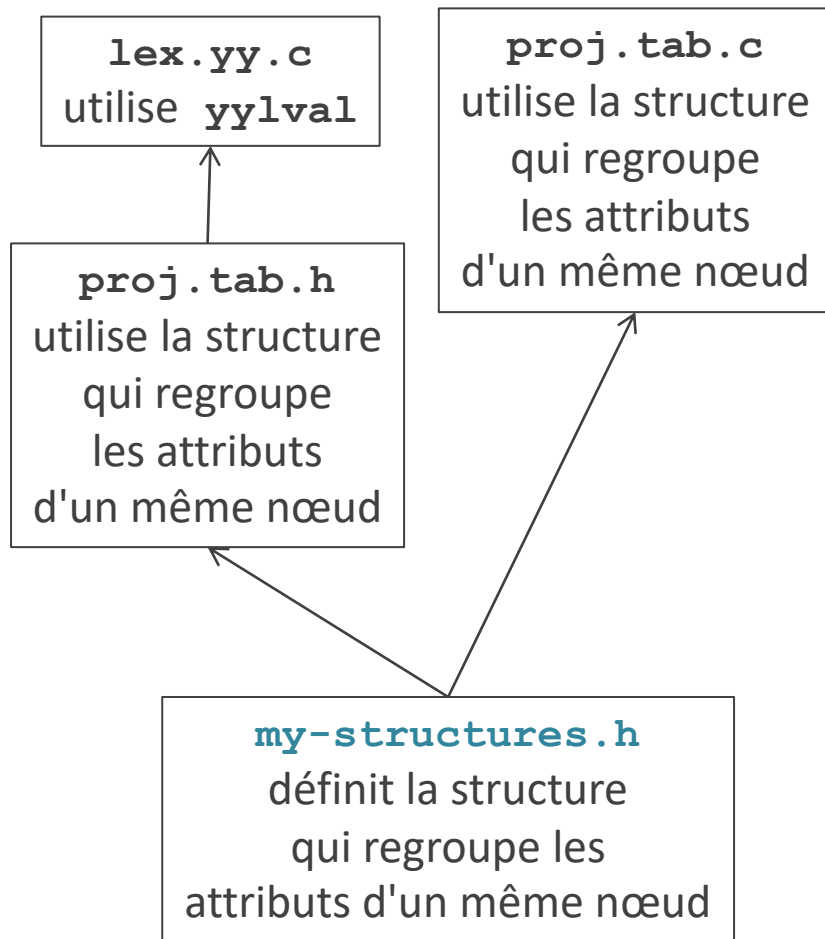 lex.yy.c
utilise yylval
proj.tab.c
utilise la structure
qui regroupe
les attributs
d'un même nœud
proj.tab.h
utilise la structure
qui regroupe
les attributs
d'un même nœud
my-structures.h
définit la structure
qui regroupe les
attributs d'un même nœud